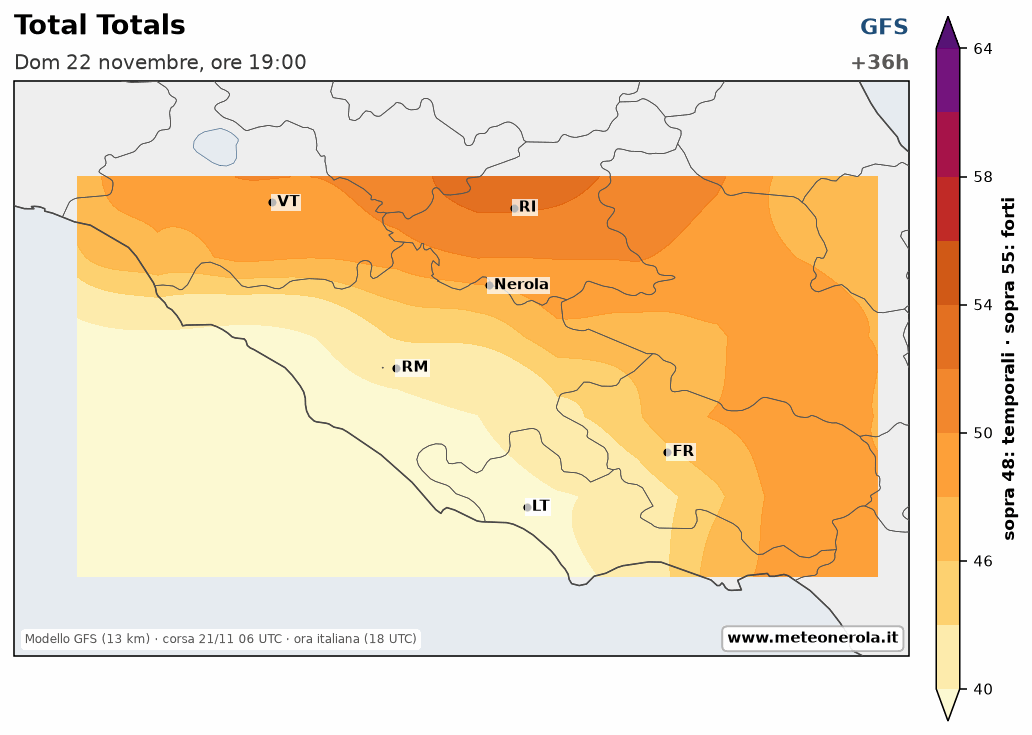 Total Totals
GFS
Dom 22 novembre, ore 19:00
+36h
VT
RI
Nerola
RM
FR
LT
Modello GFS (13 km) · corsa 21/11 06 UTC · ora italiana (18 UTC)
www.meteonerola.it
64
58
54
50
46
40
sopra 48: temporali · sopra 55: forti